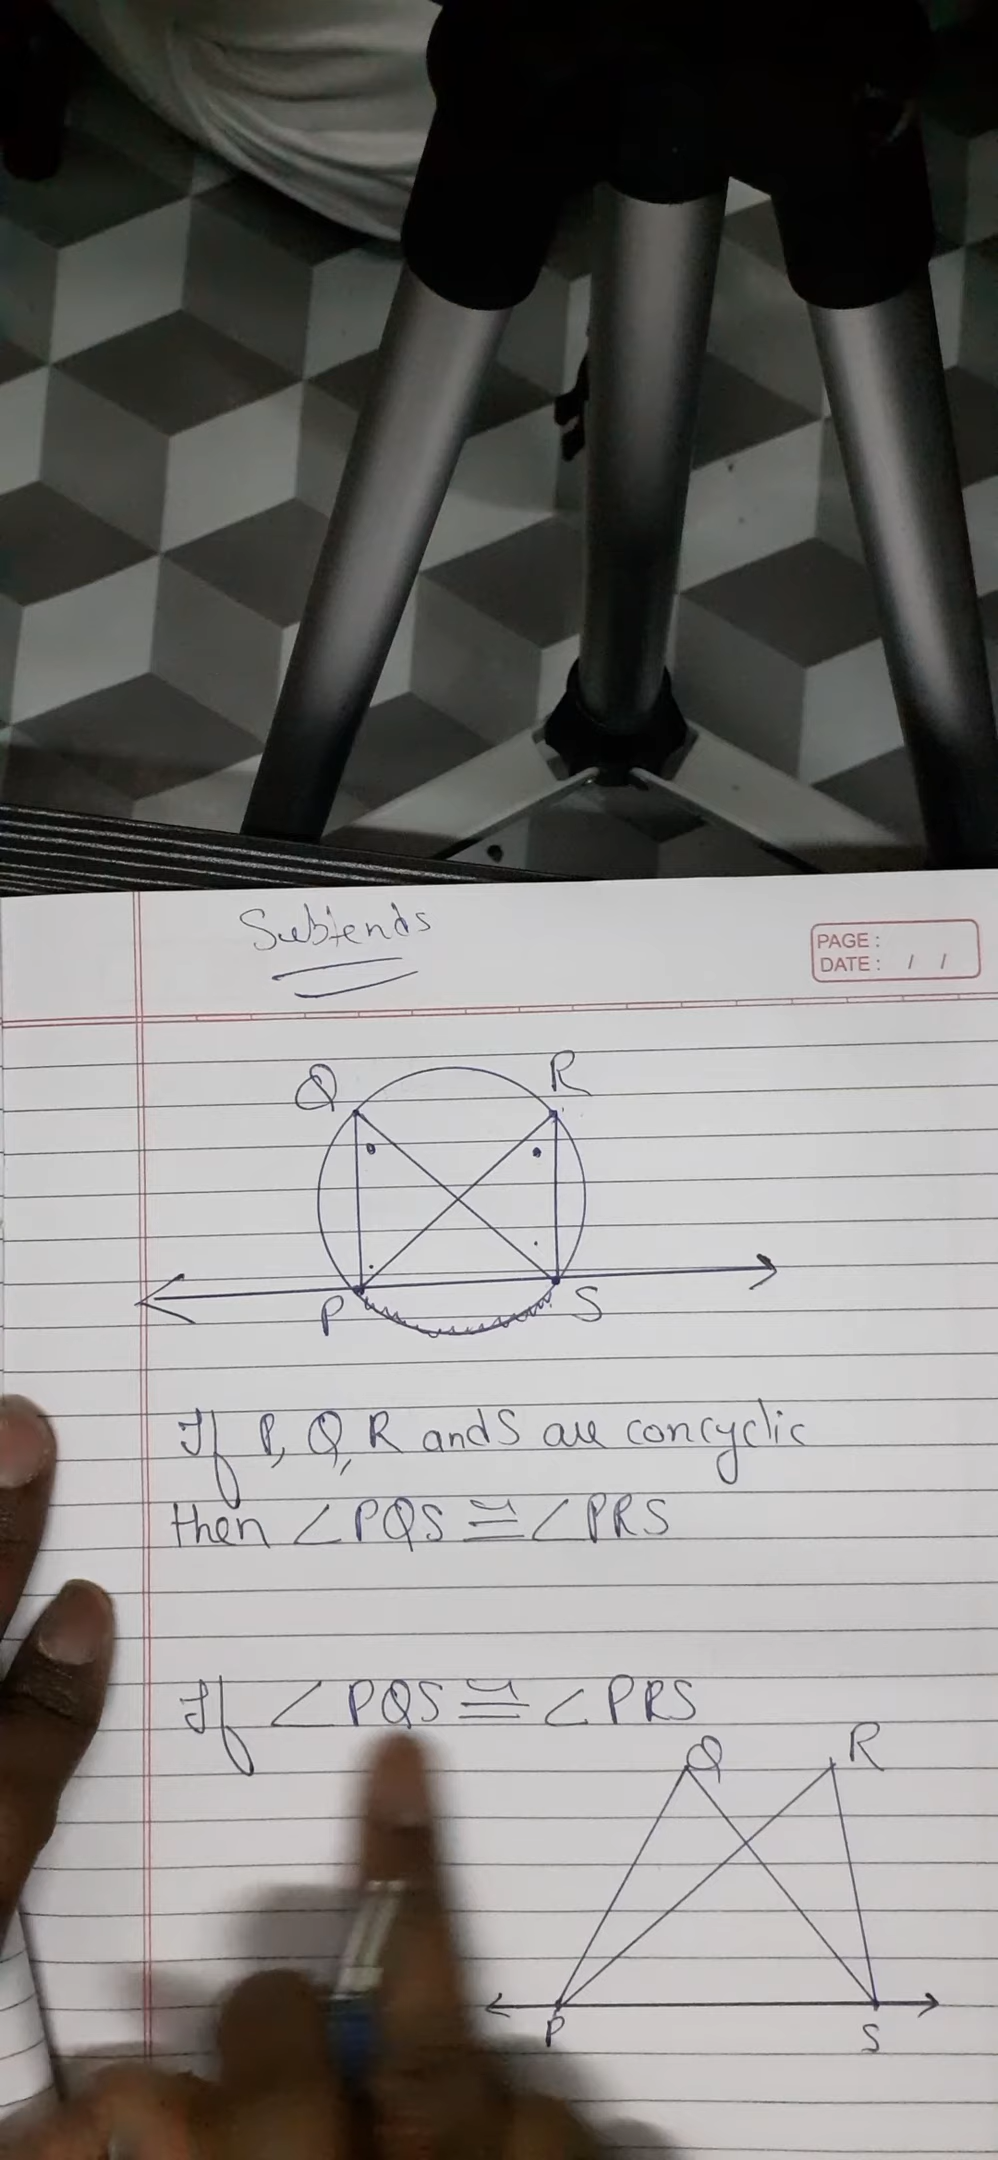 Subtends
PAGE :
DATE : / /
Q R
P S
If P, Q, R and S are concyclic
then ∠PQS ≅ ∠PRS
If ∠PQS ≅ ∠PRS
Q R
P S